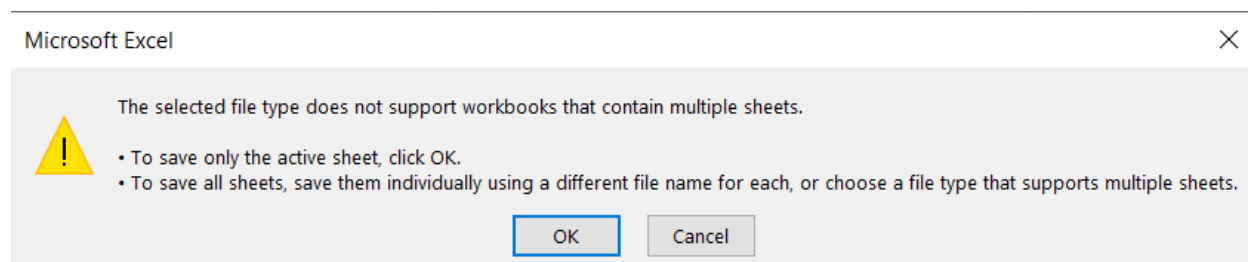 Microsoft Excel
The selected file type does not support workbooks that contain multiple sheets.
• To save only the active sheet, click OK.
• To save all sheets, save them individually using a different file name for each, or choose a file type that supports multiple sheets.
OK
Cancel